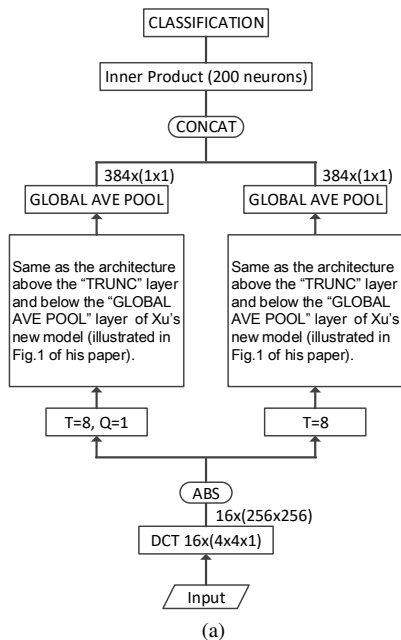 CLASSIFICATION
Inner Product (200 neurons)
CONCAT
384x(1x1)
384x(1x1)
GLOBAL AVE POOL
GLOBAL AVE POOL
Same as the architecture
above the “TRUNC” layer
and below the “GLOBAL
AVE POOL” layer of Xu’s
new model (illustrated in
Fig.1 of his paper).
Same as the architecture
above the “TRUNC” layer
and below the “GLOBAL
AVE POOL” layer of Xu’s
new model (illustrated in
Fig.1 of his paper).
T=8, Q=1
T=8
ABS
16x(256x256)
DCT 16x(4x4x1)
Input
(a)